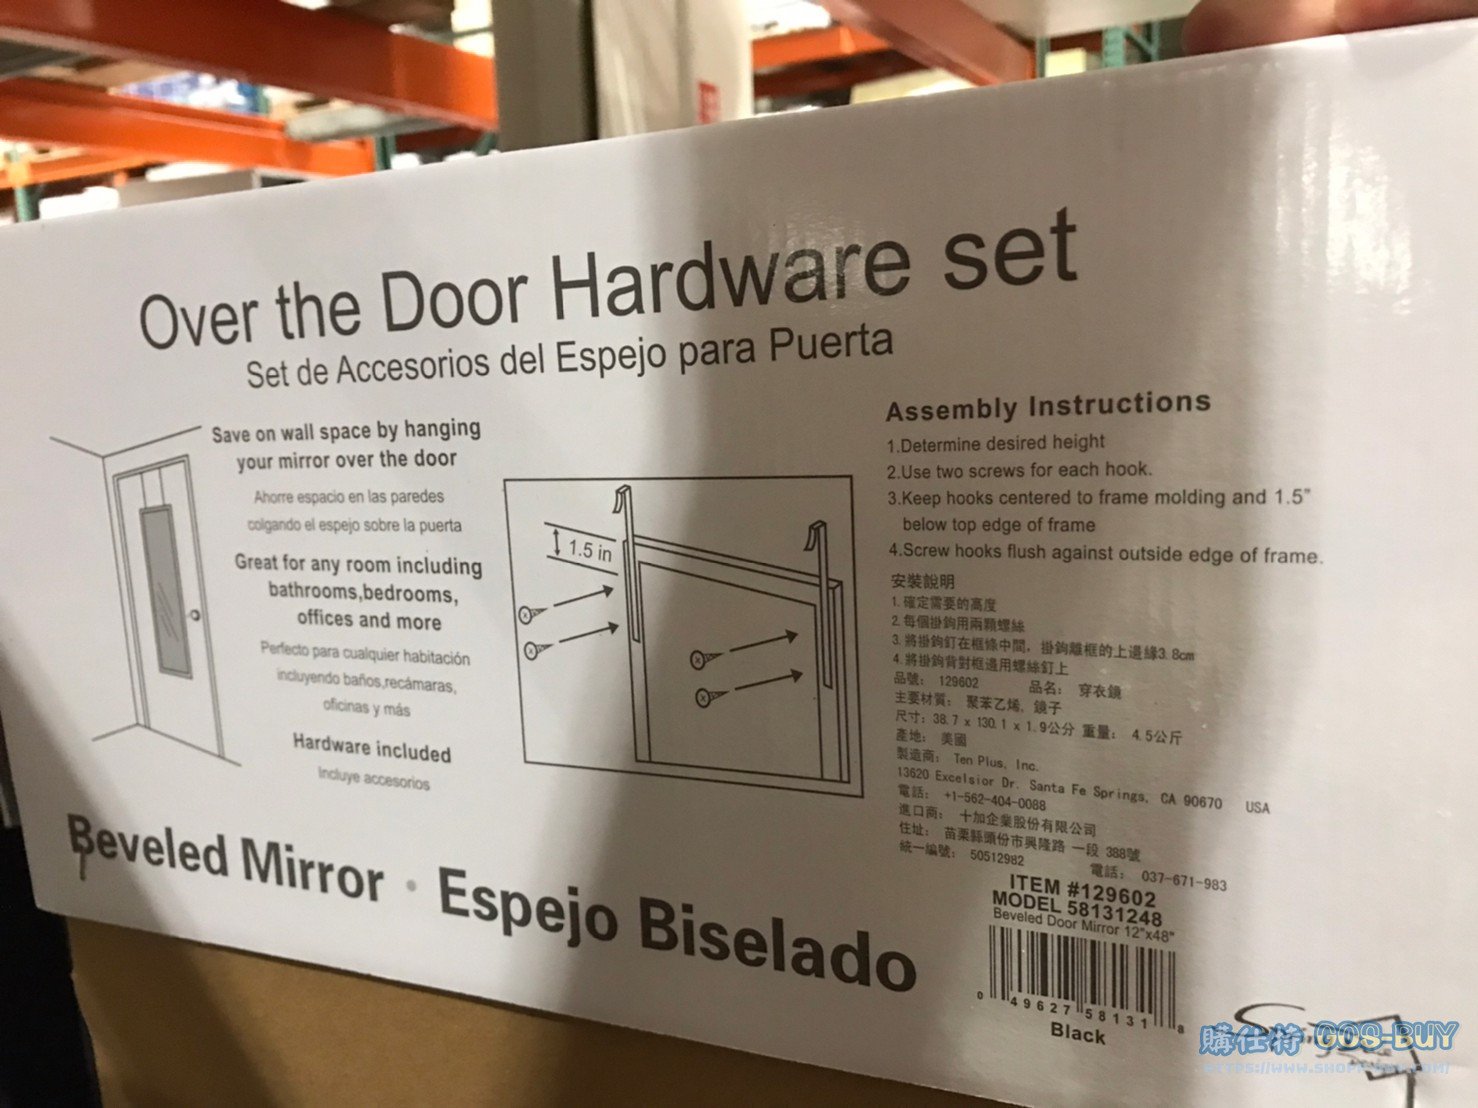 Over the Door Hardware set
Set de Accesorios del Espejo para Puerta
Save on wall space by hanging
your mirror over the door
Ahorre espacio en las paredes
colgando el espejo sobre la puerta
Great for any room including
bathrooms,bedrooms,
offices and more
Perfecto para cualquier habitación
incluyendo baños,recámaras,
oficinas y más
Hardware included
Incluye accesorios
1.5 in
Assembly Instructions
1.Determine desired height
2.Use two screws for each hook.
3.Keep hooks centered to frame molding and 1.5"
below top edge of frame
4.Screw hooks flush against outside edge of frame.
安裝說明
1.確定需要的高度
2.每個掛鉤用兩顆螺絲
3.將掛鉤釘在框條中間，掛鉤離框的上邊緣3.8cm
4.將掛鉤背對框邊用螺絲釘上
品號： 129602 品名： 穿衣鏡
主要材質： 聚苯乙烯，鏡子
尺寸：38.7 x 130.1 x 1.9公分 重量： 4.5公斤
產地： 美國
製造商： Ten Plus, Inc.
13620 Excelsior Dr. Santa Fe Springs, CA 90670 USA
電話： +1-562-404-0088
進口商： 十加企業股份有限公司
住址： 苗栗縣頭份市興隆路 一段 388號
統一編號： 50512982
電話： 037-671-983
ITEM #129602
MODEL 58131248
Beveled Door Mirror 12"x48"
0 49627 58131 8
Black
Beveled Mirror · Espejo Biselado
購仕特 GOS-BUY